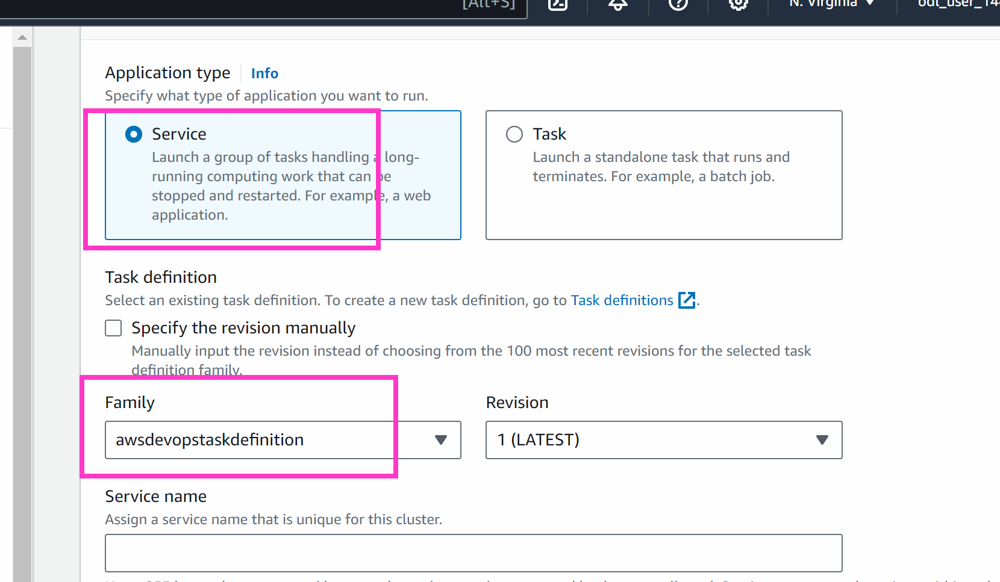 [Alt+S] N. Virginia odl_user_14
Application type Info
Specify what type of application you want to run.
Service
Launch a group of tasks handling a long-
running computing work that can be
stopped and restarted. For example, a web
application.
Task
Launch a standalone task that runs and
terminates. For example, a batch job.
Task definition
Select an existing task definition. To create a new task definition, go to Task definitions.
Specify the revision manually
Manually input the revision instead of choosing from the 100 most recent revisions for the selected task
definition family.
Family
awsdevopstaskdefinition
Revision
1 (LATEST)
Service name
Assign a service name that is unique for this cluster.